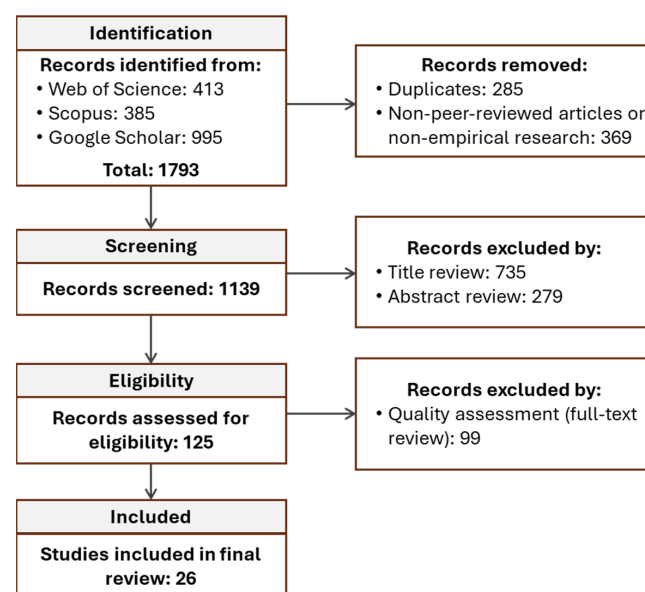 Identification
Records identified from:
• Web of Science: 413
• Scopus: 385
• Google Scholar: 995
Total: 1793
Records removed:
• Duplicates: 285
• Non-peer-reviewed articles or
non-empirical research: 369
Screening
Records screened: 1139
Records excluded by:
• Title review: 735
• Abstract review: 279
Eligibility
Records assessed for
eligibility: 125
Records excluded by:
• Quality assessment (full-text
review): 99
Included
Studies included in final
review: 26